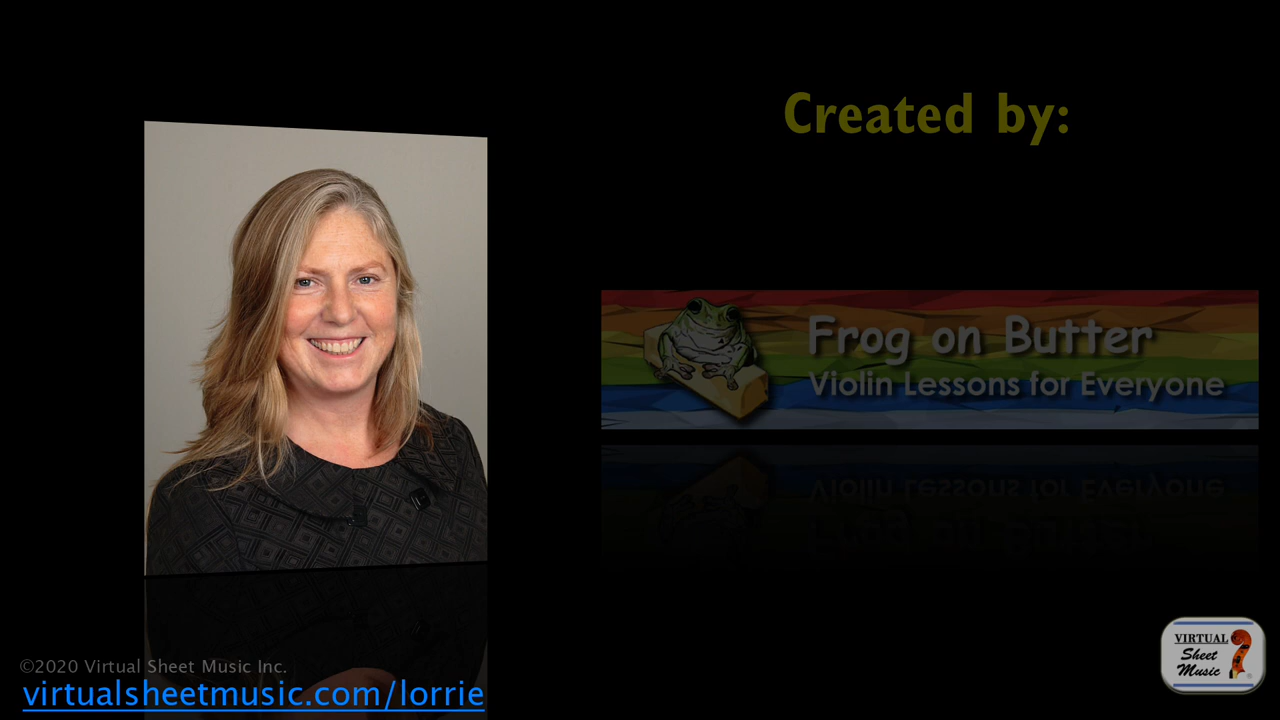 Created by:
Frog on Butter
Violin Lessons for Everyone
©2020 Virtual Sheet Music Inc.
virtualsheetmusic.com/lorrie
VIRTUAL
Sheet
Music